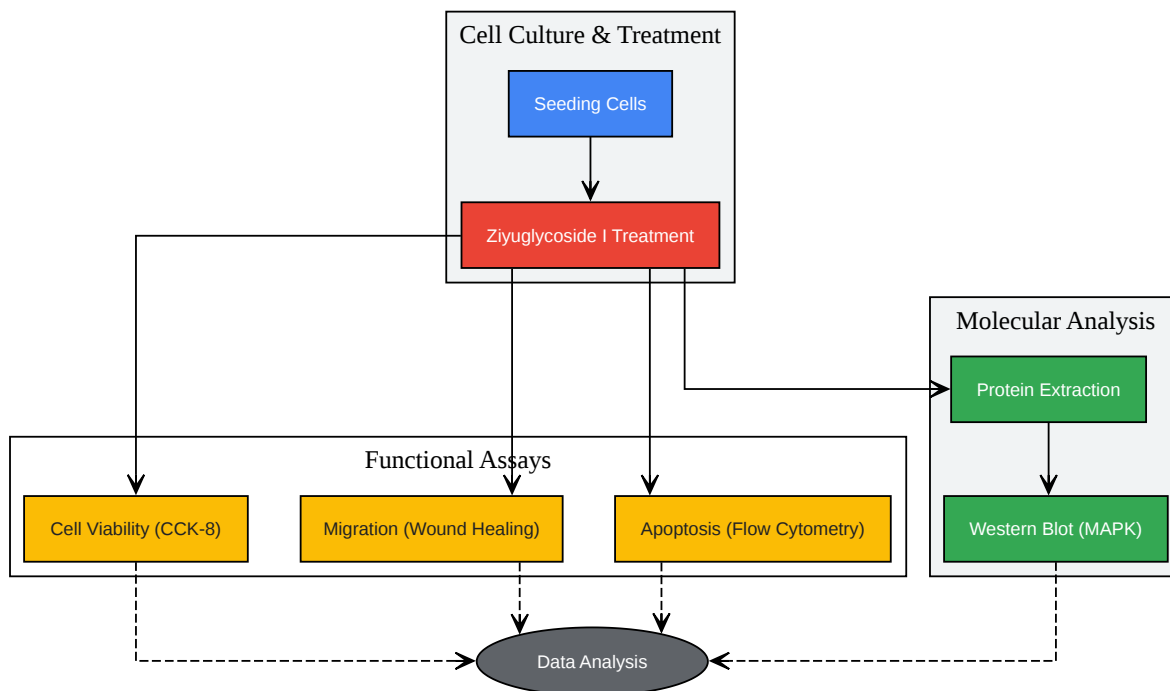 Cell Culture & Treatment
Seeding Cells
Ziyuglycoside I Treatment
Molecular Analysis
Protein Extraction
Functional Assays
Cell Viability (CCK-8)
Migration (Wound Healing)
Apoptosis (Flow Cytometry)
Western Blot (MAPK)
Data Analysis